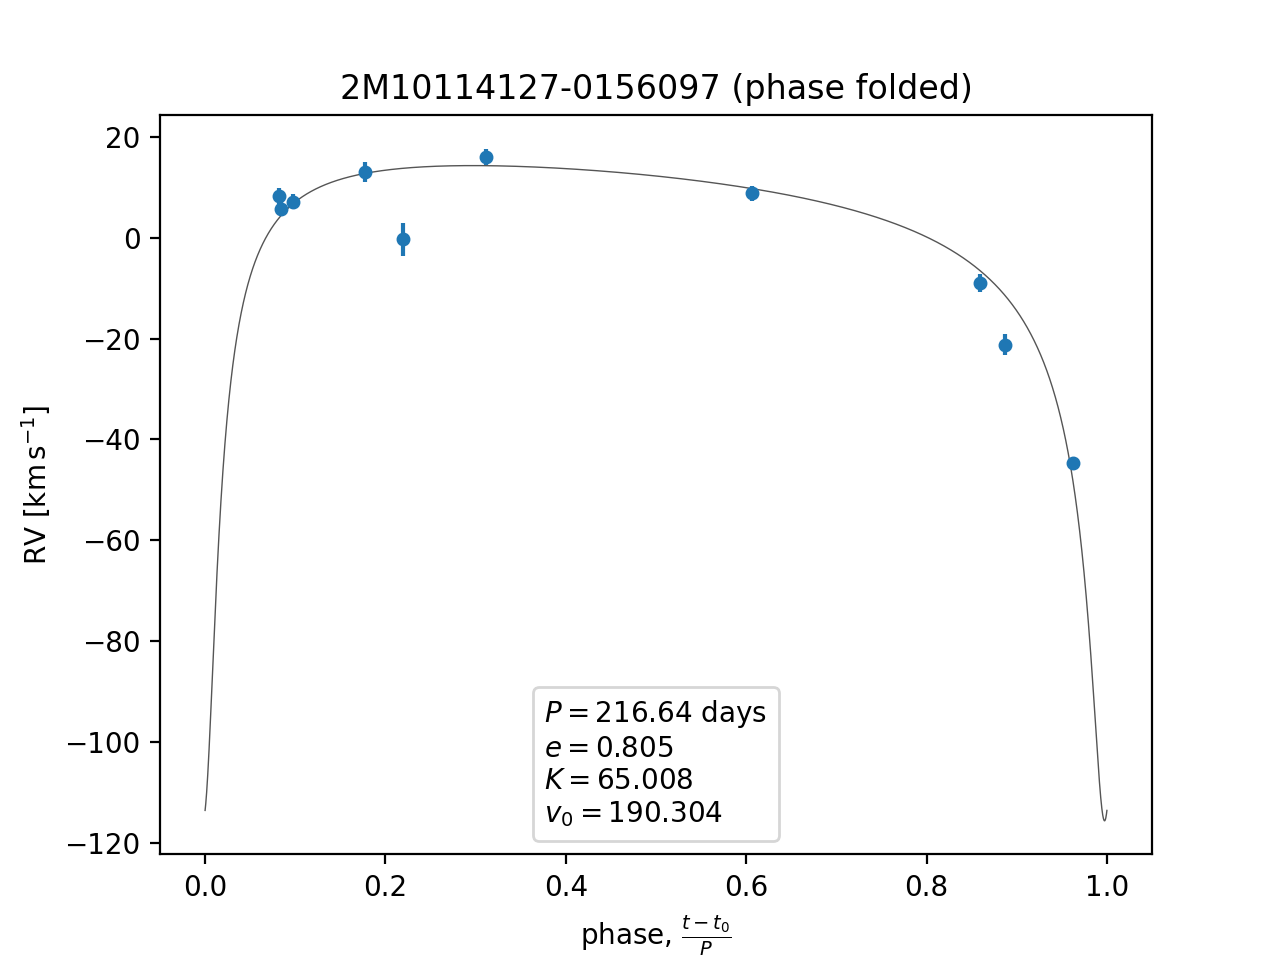 2M10114127-0156097 (phase folded)
20
0
−20
−40
−60
−80
−100
−120
RV [km s⁻¹]
P = 216.64 days
e = 0.805
K = 65.008
v₀ = 190.304
0.0 0.2 0.4 0.6 0.8 1.0
phase, (t − t₀)/P